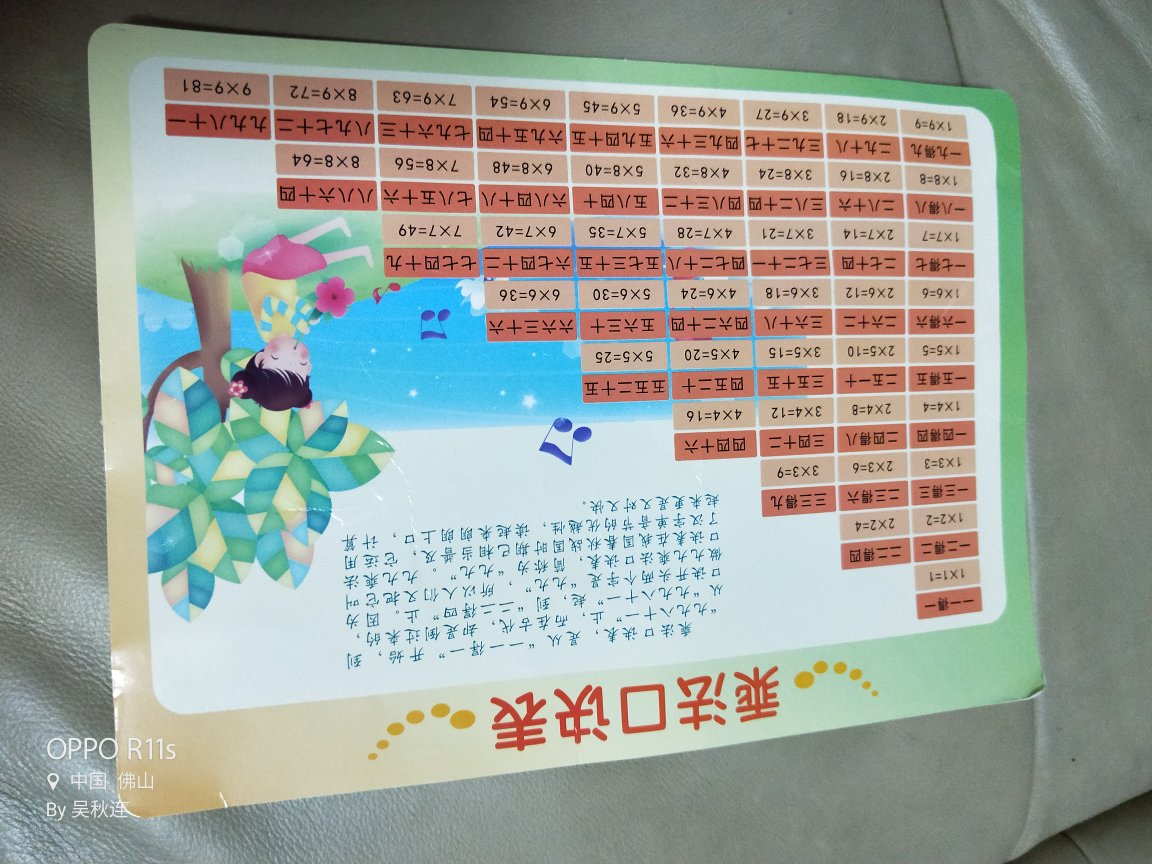 乘法口诀表
乘法口诀表，是从“一一得一”开始，到
“九九八十一”止，而在古代，却是倒过来的，
从“九九八十一”起，到“二二得四”止。因为
口诀开头两个字是“九九”，所以人们又把它叫
做九九乘法口诀表，简称为“九九”。九九乘法
口诀表在我国春秋战国时期已相当普及，它运用
了汉字单音节的优越性，读起来朗朗上口，计算
起来更是又对又快。
一一得一
1×1=1
一二得二 二二得四
1×2=2 2×2=4
一三得三 二三得六 三三得九
1×3=3 2×3=6 3×3=9
一四得四 二四得八 三四十二 四四十六
1×4=4 2×4=8 3×4=12 4×4=16
一五得五 二五一十 三五十五 四五二十 五五二十五
1×5=5 2×5=10 3×5=15 4×5=20 5×5=25
一六得六 二六十二 三六十八 四六二十四 五六三十 六六三十六
1×6=6 2×6=12 3×6=18 4×6=24 5×6=30 6×6=36
一七得七 二七十四 三七二十一 四七二十八 五七三十五 六七四十二 七七四十九
1×7=7 2×7=14 3×7=21 4×7=28 5×7=35 6×7=42 7×7=49
一八得八 二八十六 三八二十四 四八三十二 五八四十 六八四十八 七八五十六 八八六十四
1×8=8 2×8=16 3×8=24 4×8=32 5×8=40 6×8=48 7×8=56 8×8=64
一九得九 二九十八 三九二十七 四九三十六 五九四十五 六九五十四 七九六十三 八九七十二 九九八十一
1×9=9 2×9=18 3×9=27 4×9=36 5×9=45 6×9=54 7×9=63 8×9=72 9×9=81
OPPO R11s
中国 佛山
By 吴秋连